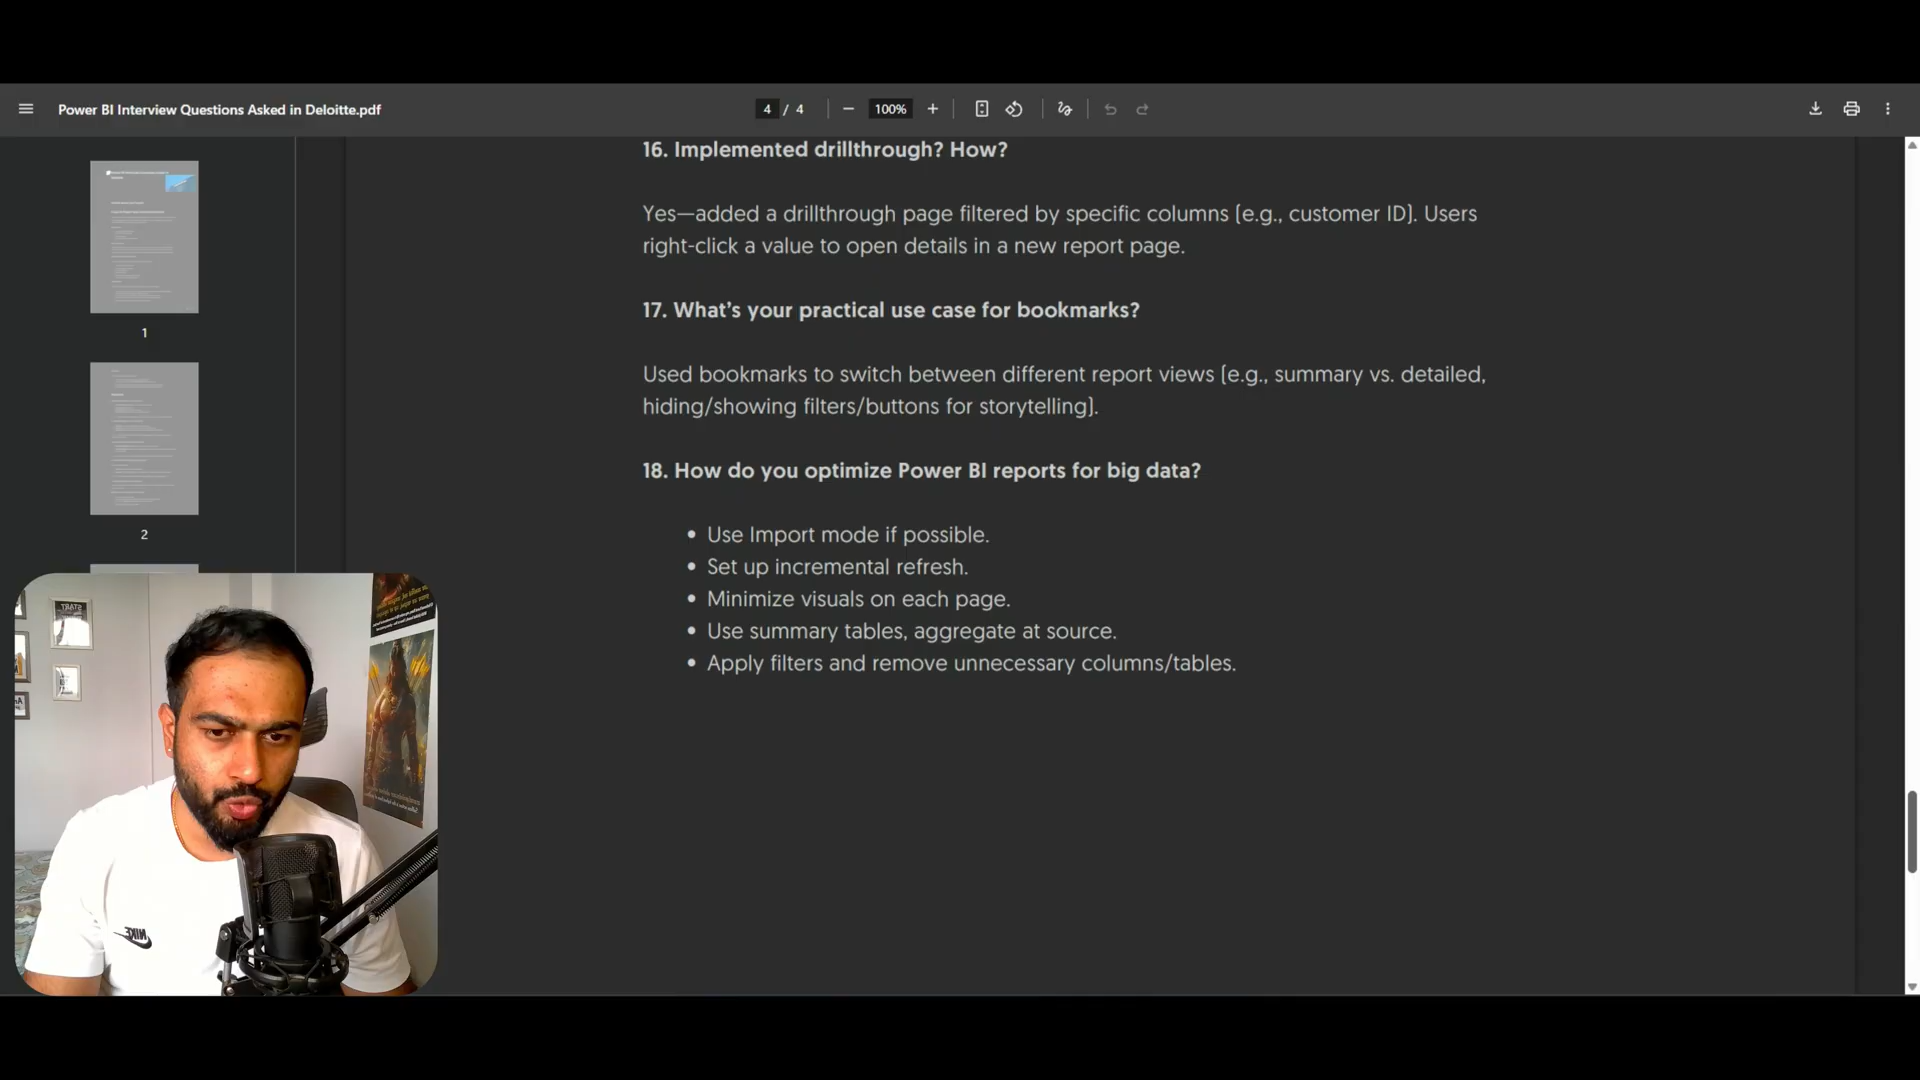 Power BI Interview Questions Asked in Deloitte.pdf
4 / 4
100%
16. Implemented drillthrough? How?
Yes—added a drillthrough page filtered by specific columns (e.g., customer ID). Users
right-click a value to open details in a new report page.
17. What's your practical use case for bookmarks?
Used bookmarks to switch between different report views (e.g., summary vs. detailed,
hiding/showing filters/buttons for storytelling).
18. How do you optimize Power BI reports for big data?
• Use Import mode if possible.
• Set up incremental refresh.
• Minimize visuals on each page.
• Use summary tables, aggregate at source.
• Apply filters and remove unnecessary columns/tables.
1
2
START
NIKE